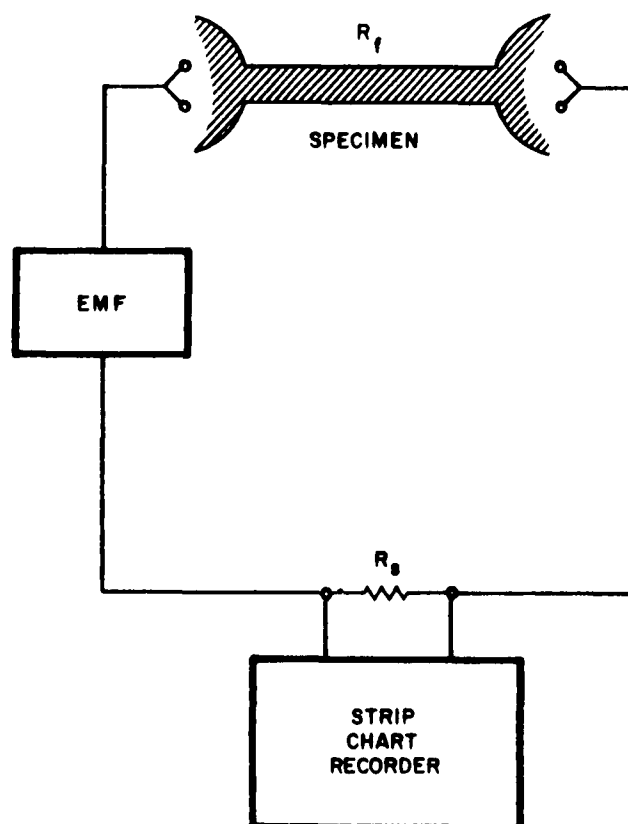 R_f
SPECIMEN
EMF
R_s
STRIP
CHART
RECORDER